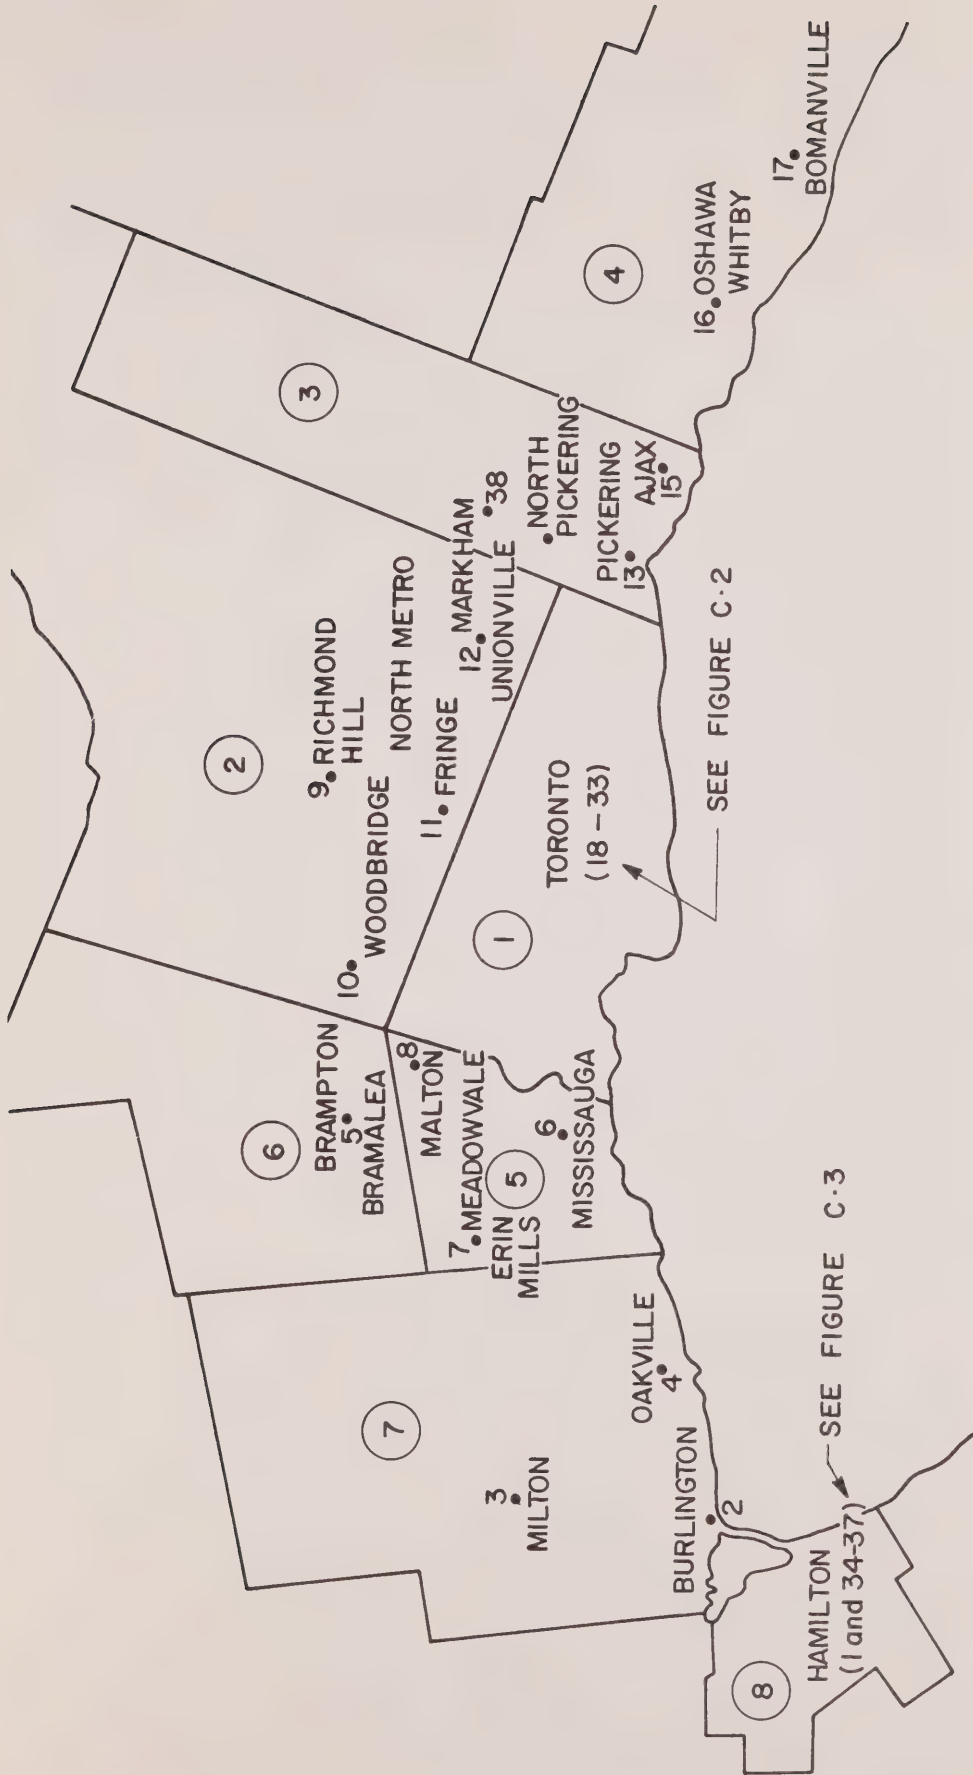 3
2
9. RICHMOND
HILL
10. WOODBRIDGE
NORTH METRO
11. FRINGE
12. MARKHAM
UNIONVILLE
38
NORTH
PICKERING
PICKERING
13
AJAX
15
4
16. OSHAWA
WHITBY
17.
BOMANVILLE
6
BRAMPTON
5
BRAMALEA
8
MALTON
7. MEADOWVALE
ERIN
MILLS
5
6
MISSISSAUGA
1
TORONTO
(18 - 33)
SEE FIGURE C-2
7
3
MILTON
OAKVILLE
4
BURLINGTON
2
8
HAMILTON
(1 and 34-37)
SEE FIGURE C-3